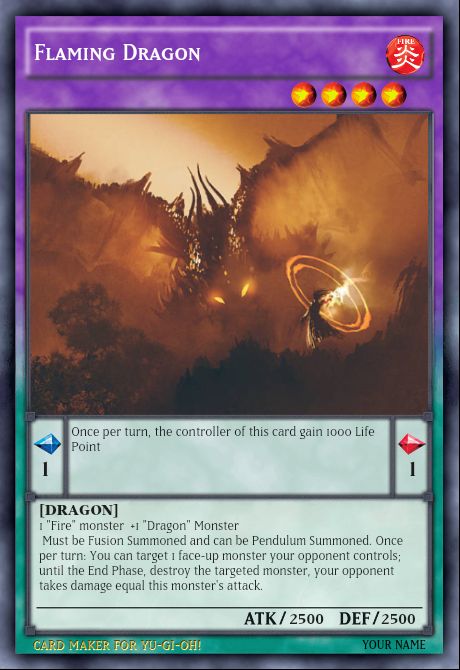 Flaming Dragon
FIRE
炎
Once per turn, the controller of this card gain 1000 Life
Point
1
1
[DRAGON]
1 "Fire" monster +1 "Dragon" Monster
Must be Fusion Summoned and can be Pendulum Summoned. Once
per turn: You can target 1 face-up monster your opponent controls;
until the End Phase, destroy the targeted monster, your opponent
takes damage equal this monster's attack.
ATK/2500 DEF/2500
CARD MAKER FOR YU-GI-OH! YOUR NAME